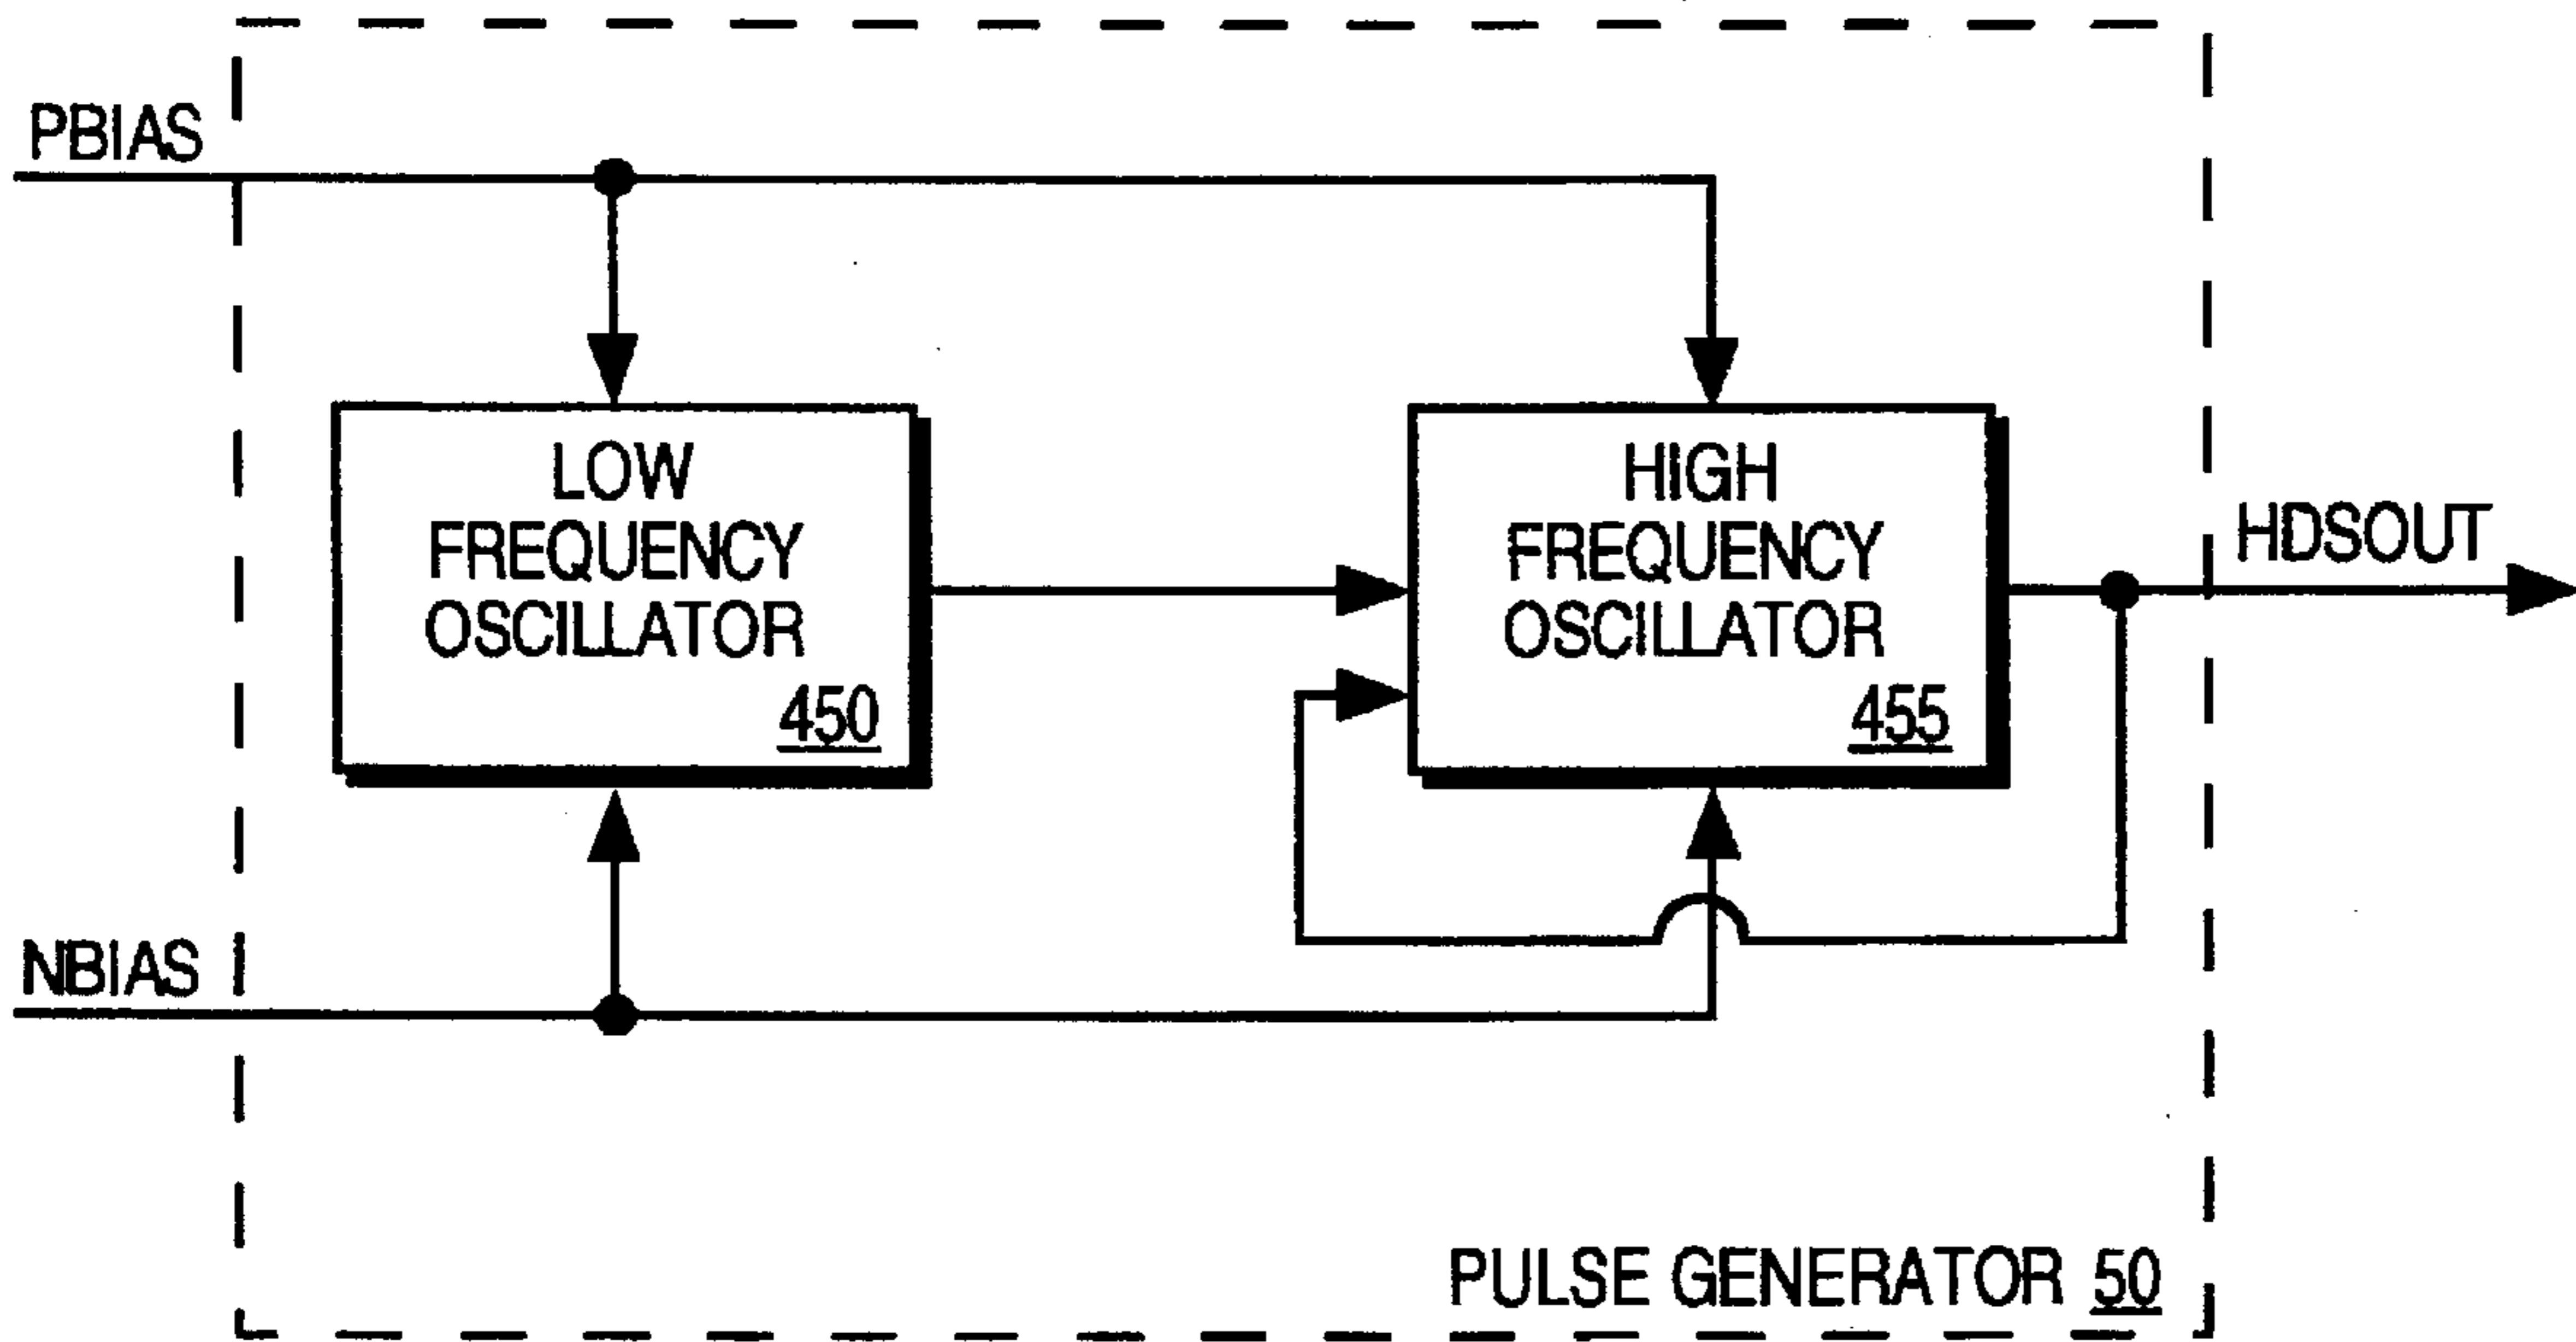 PBIAS
LOW
FREQUENCY
OSCILLATOR
450
HIGH
FREQUENCY
OSCILLATOR
455
HDSOUT
NBIAS
PULSE GENERATOR 50